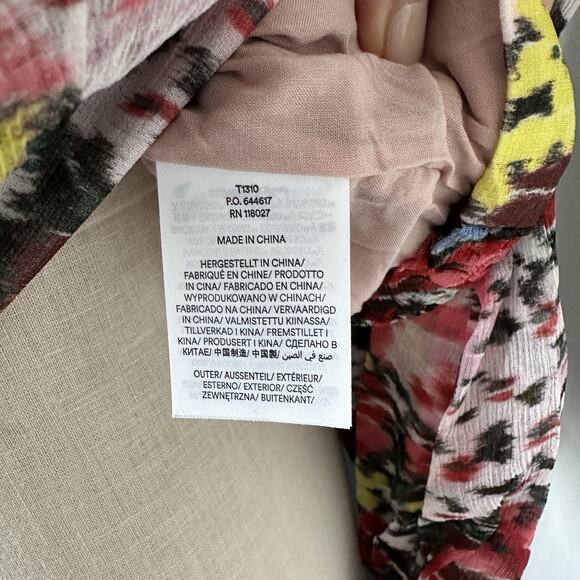 T1310
P.O. 644617
RN 118027
MADE IN CHINA
HERGESTELLT IN CHINA/
FABRIQUÉ EN CHINE/ PRODOTTO
IN CINA/ FABRICADO EN CHINA/
WYPRODUKOWANO W CHINACH/
FABRICADO NA CHINA/ VERVAARDIGD
IN CHINA/ VALMISTETTU KIINASSA/
TILLVERKAD I KINA/ FREMSTILLET I
KINA/ PRODUSERT I KINA/ СДЕЛАНО В
КИТАЕ/ 中国制造/ 中國製/ صنع في الصين/
OUTER/ AUSSENTEIL/ EXTÉRIEUR/
ESTERNO/ EXTERIOR/ CZĘŚĆ
ZEWNĘTRZNA/ BUITENKANT/